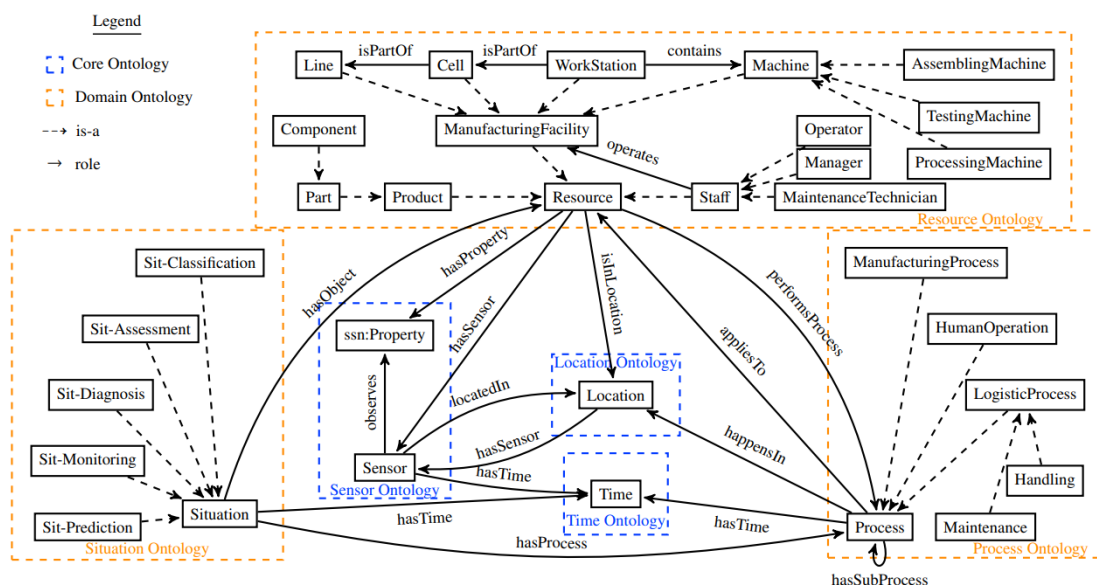 Legend
Core Ontology
Domain Ontology
is-a
role
isPartOf
isPartOf
contains
Line
Cell
WorkStation
Machine
AssemblingMachine
TestingMachine
ProcessingMachine
Component
ManufacturingFacility
operates
Operator
Manager
MaintenanceTechnician
Part
Product
Resource
Staff
Resource Ontology
Sit-Classification
Sit-Assessment
Sit-Diagnosis
Sit-Monitoring
Sit-Prediction
Situation
Situation Ontology
hasObject
hasProperty
hasSensor
isInLocation
performsProcess
appliesTo
ssn:Property
observes
locatedIn
Location Ontology
Location
hasSensor
Sensor
Sensor Ontology
hasTime
Time
Time Ontology
happensIn
hasTime
hasTime
hasProcess
ManufacturingProcess
HumanOperation
LogisticProcess
Handling
Maintenance
Process
Process Ontology
hasSubProcess